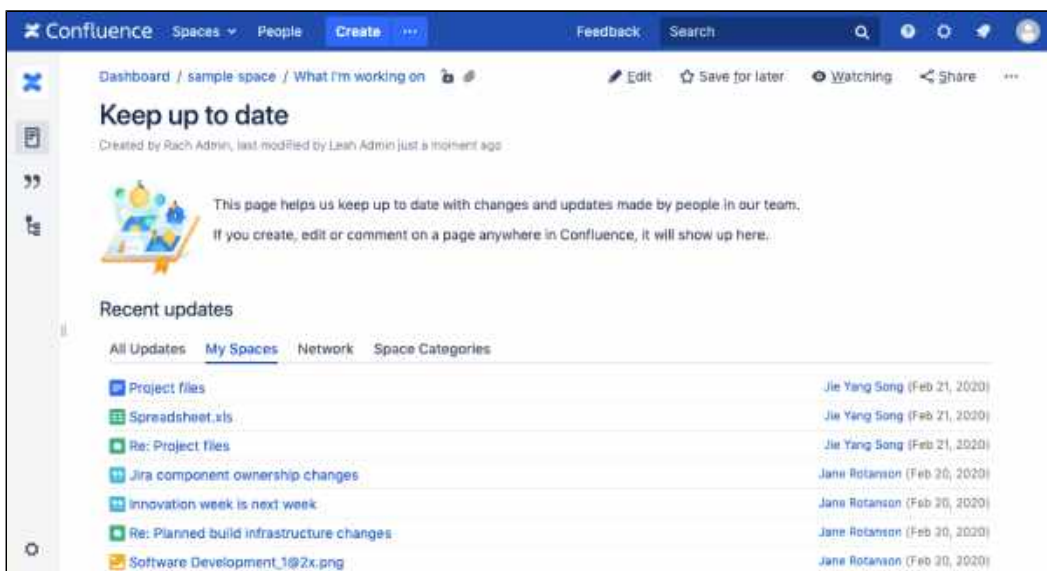 Confluence Spaces People Create ... Feedback Search
Dashboard / sample space / What I'm working on Edit Save for later Watching Share ...
Keep up to date
Created by Rach Admin, last modified by Leah Admin just a moment ago
This page helps us keep up to date with changes and updates made by people in our team.
If you create, edit or comment on a page anywhere in Confluence, it will show up here.
Recent updates
All Updates My Spaces Network Space Categories
Project files Jie Yang Song (Feb 21, 2020)
Spreadsheet.xls Jie Yang Song (Feb 21, 2020)
Re: Project files Jie Yang Song (Feb 21, 2020)
Jira component ownership changes Jane Rotanson (Feb 20, 2020)
Innovation week is next week Jane Rotanson (Feb 20, 2020)
Re: Planned build infrastructure changes Jane Rotanson (Feb 20, 2020)
Software Development_1@2x.png Jane Rotanson (Feb 20, 2020)